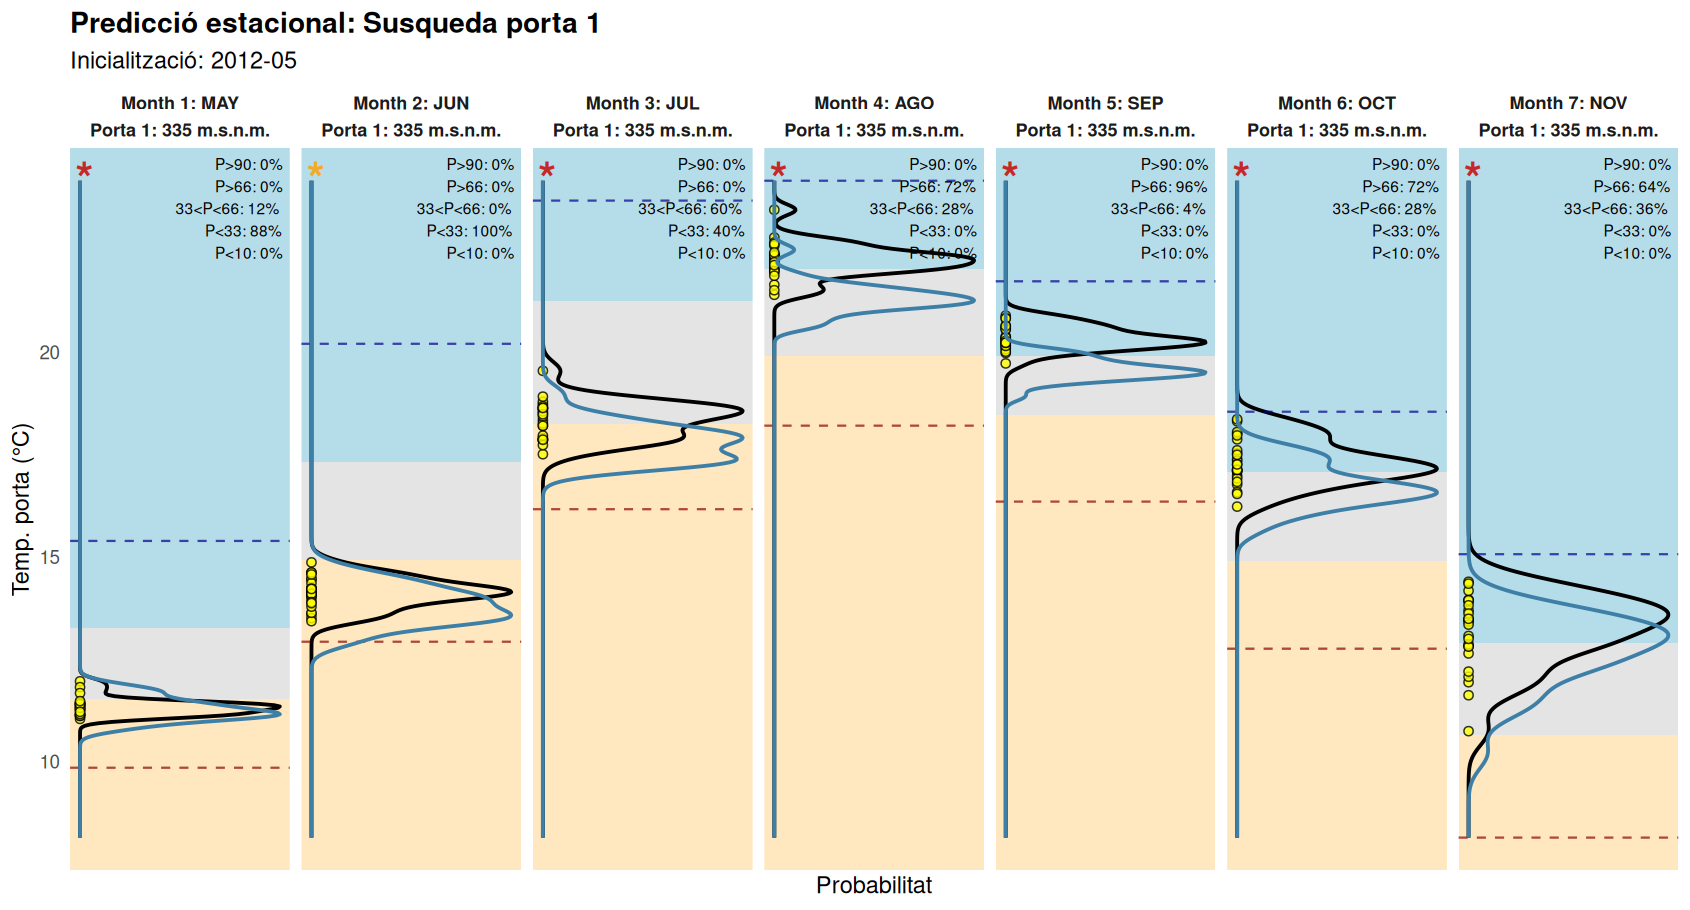 Predicció estacional: Susqueda porta 1
Inicialització: 2012-05
Month 1: MAY
Porta 1: 335 m.s.n.m.
Month 2: JUN
Porta 1: 335 m.s.n.m.
Month 3: JUL
Porta 1: 335 m.s.n.m.
Month 4: AGO
Porta 1: 335 m.s.n.m.
Month 5: SEP
Porta 1: 335 m.s.n.m.
Month 6: OCT
Porta 1: 335 m.s.n.m.
Month 7: NOV
Porta 1: 335 m.s.n.m.
*
P>90: 0%
P>66: 0%
33<P<66: 12%
P<33: 88%
P<10: 0%
*
P>90: 0%
P>66: 0%
33<P<66: 0%
P<33: 100%
P<10: 0%
*
P>90: 0%
P>66: 0%
33<P<66: 60%
P<33: 40%
P<10: 0%
*
P>90: 0%
P>66: 72%
33<P<66: 28%
P<33: 0%
P<10: 0%
*
P>90: 0%
P>66: 96%
33<P<66: 4%
P<33: 0%
P<10: 0%
*
P>90: 0%
P>66: 72%
33<P<66: 28%
P<33: 0%
P<10: 0%
*
P>90: 0%
P>66: 64%
33<P<66: 36%
P<33: 0%
P<10: 0%
20
15
10
Temp. porta (°C)
Probabilitat